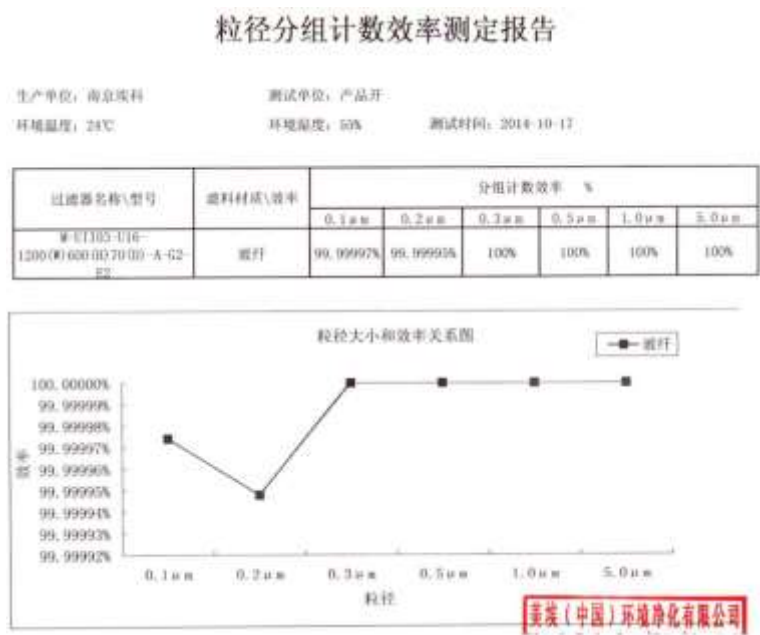 粒径分组计数效率测定报告
生产单位：南京埃科 测试单位：产品开
环境温度：24℃ 环境湿度：55% 测试时间：2014-10-17
过滤器名称\型号 滤料材质\效率 分组计数效率 %
0.1μm 0.2μm 0.3μm 0.5μm 1.0μm 5.0μm
1200(W)600(H)70(D)-A-G2-
玻纤 99.99997% 99.99995% 100% 100% 100% 100%
粒径大小和效率关系图
玻纤
100.00000%
99.99999%
99.99998%
99.99997%
99.99996%
99.99995%
99.99994%
99.99993%
99.99992%
效率
0.1μm 0.2μm 0.3μm 0.5μm 1.0μm 5.0μm
粒径
美埃（中国）环境净化有限公司